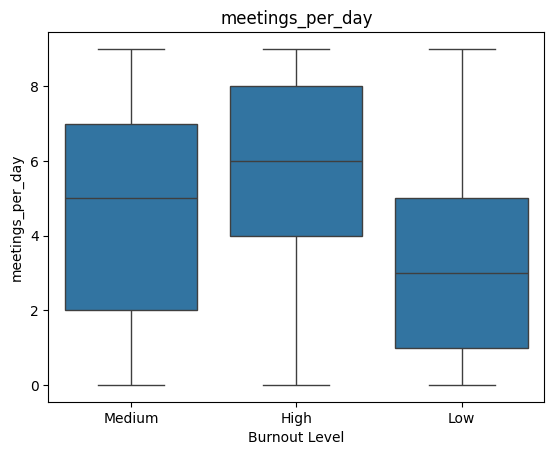 meetings_per_day
meetings_per_day
8
6
4
2
0
Medium
High
Low
Burnout Level